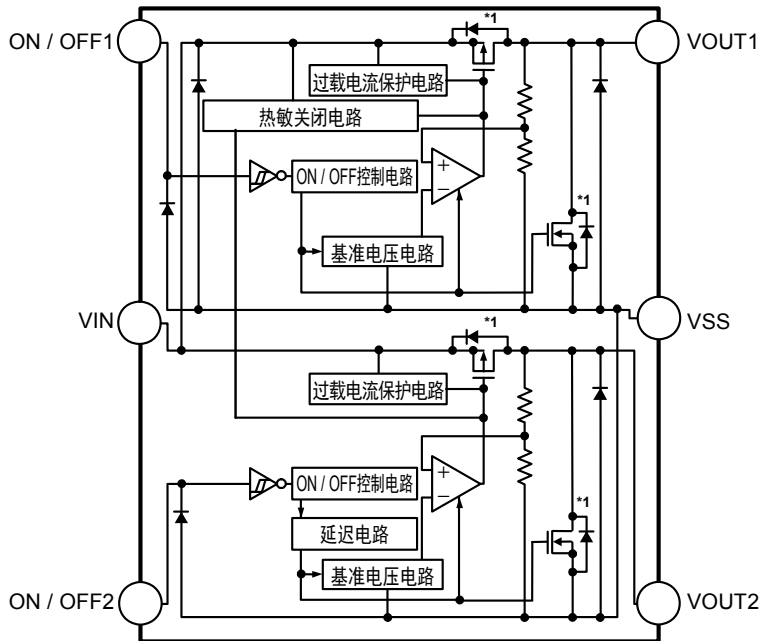 ON / OFF1
*1
VOUT1
过载电流保护电路
热敏关闭电路
+
−
ON / OFF控制电路
*1
基准电压电路
VIN
VSS
*1
过载电流保护电路
+
−
ON / OFF控制电路
*1
延迟电路
基准电压电路
ON / OFF2
VOUT2